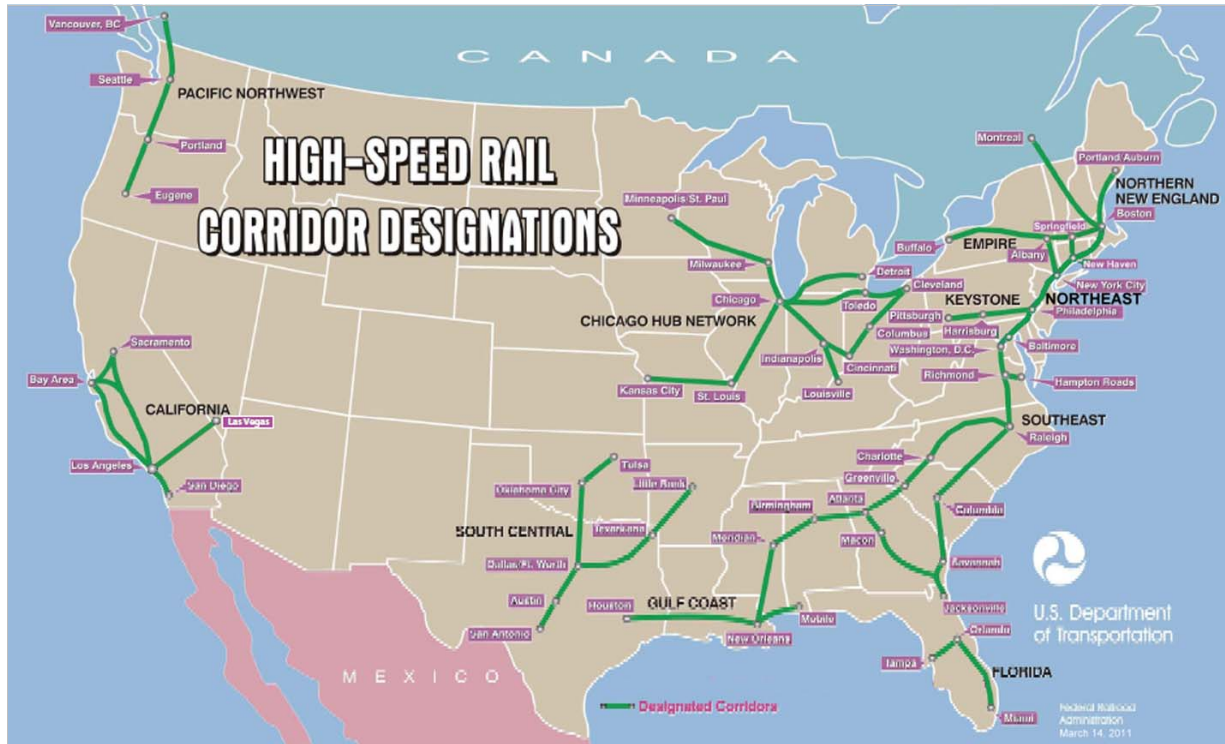 Vancouver, BC
CANADA
Seattle
PACIFIC NORTHWEST
Portland
Eugene
HIGH-SPEED RAIL
CORRIDOR DESIGNATIONS
Montreal
Portland/Auburn
NORTHERN
NEW ENGLAND
Boston
Minneapolis/St. Paul
Buffalo
EMPIRE
Springfield
Albany
New Haven
Milwaukee
Detroit
Cleveland
New York City
Chicago
Toledo
KEYSTONE
NORTHEAST
Pittsburgh
Philadelphia
CHICAGO HUB NETWORK
Columbus
Harrisburg
Washington, D.C.
Baltimore
Sacramento
Indianapolis
Cincinnati
Bay Area
Richmond
Hampton Roads
Kansas City
St. Louis
Louisville
CALIFORNIA
Las Vegas
SOUTHEAST
Raleigh
Los Angeles
San Diego
Tulsa
Charlotte
Oklahoma City
Little Rock
Greenville
Atlanta
Birmingham
Columbia
SOUTH CENTRAL
Texarkana
Meridian
Macon
Dallas/Ft. Worth
Savannah
Austin
Houston
GULF COAST
Mobile
Jacksonville
San Antonio
New Orleans
Orlando
U.S. Department
of Transportation
Tampa
FLORIDA
MEXICO
Miami
Designated Corridors
Federal Railroad
Administration
March 14, 2011